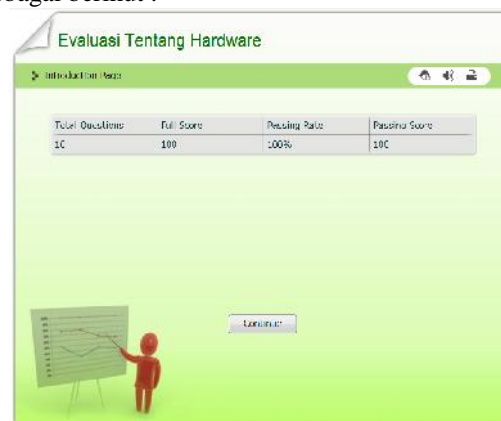 sebagai berikut :
Evaluasi Tentang Hardware
Introduction Page
Total Questions Full Score Passing Rate Passing Score
10 100 100% 100
Continue